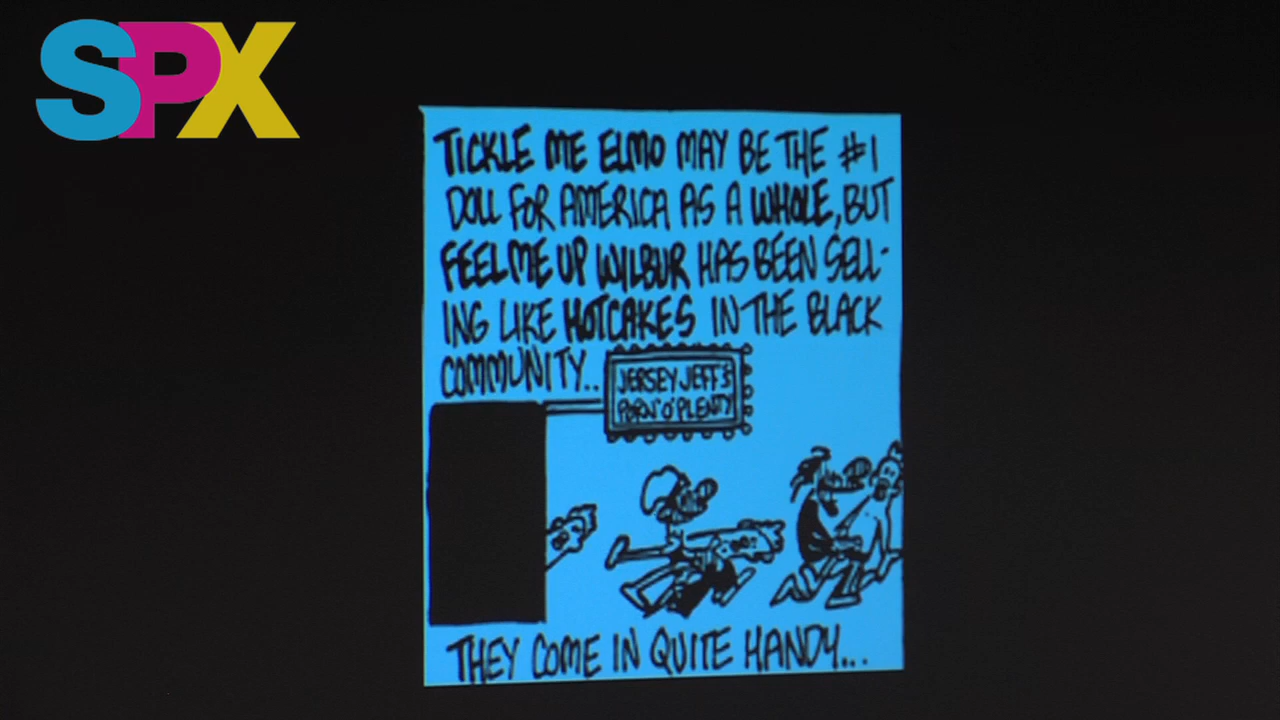 SPX
TICKLE ME ELMO MAY BE THE #1
DOLL FOR AMERICA AS A WHOLE, BUT
FEEL ME UP WILBUR HAS BEEN SELL-
ING LIKE HOTCAKES IN THE BLACK
COMMUNITY..
JERSEY JEFF'S
PORN 'O' PLENTY
THEY COME IN QUITE HANDY...